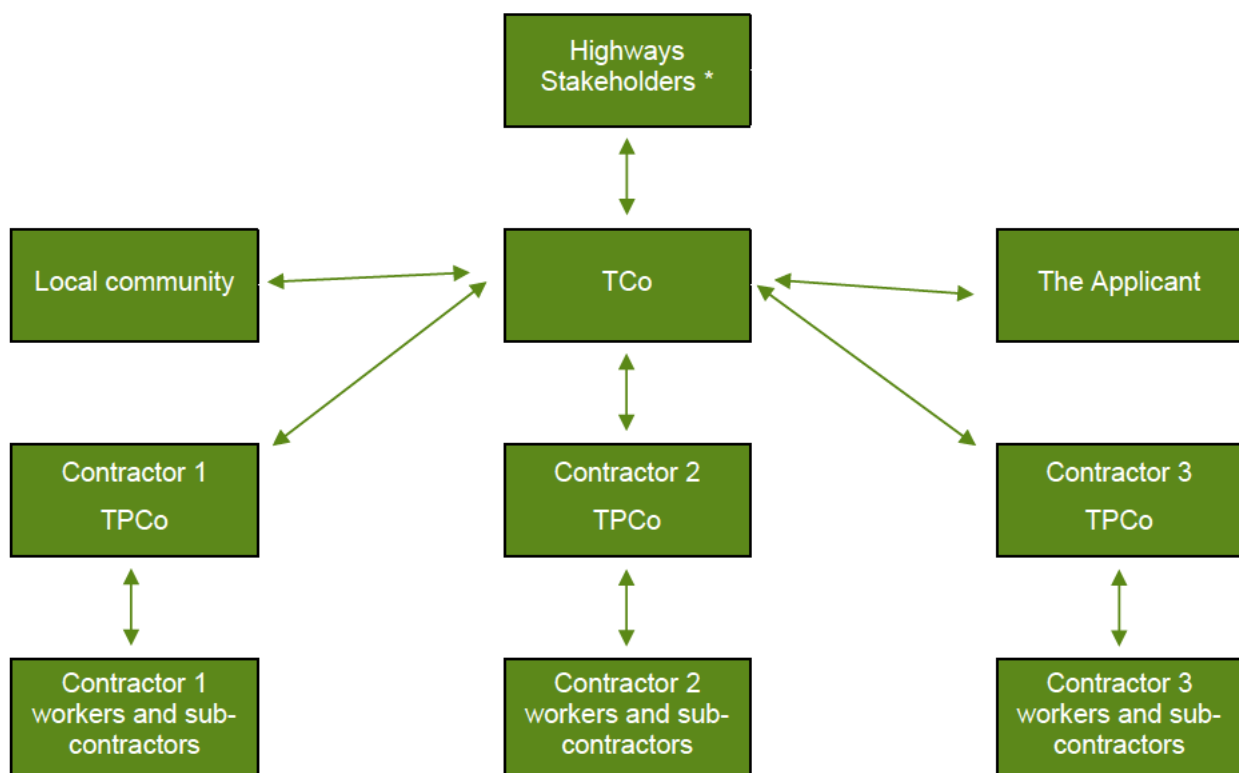 Highways
Stakeholders *
Local community
TCo
The Applicant
Contractor 1
TPCo
Contractor 2
TPCo
Contractor 3
TPCo
Contractor 1
workers and sub-
contractors
Contractor 2
workers and sub-
contractors
Contractor 3
workers and sub-
contractors